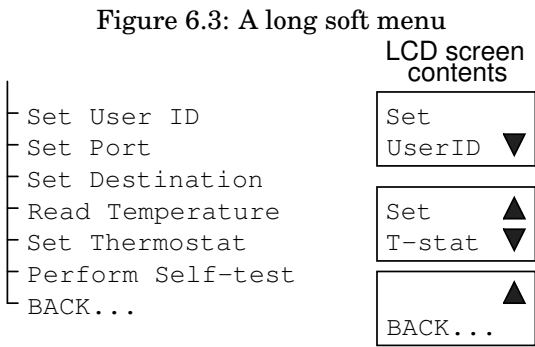 Figure 6.3: A long soft menu
LCD screen
contents
Set User ID
Set Port
Set Destination
Read Temperature
Set Thermostat
Perform Self-test
BACK...
Set
UserID
Set
T-stat
BACK...